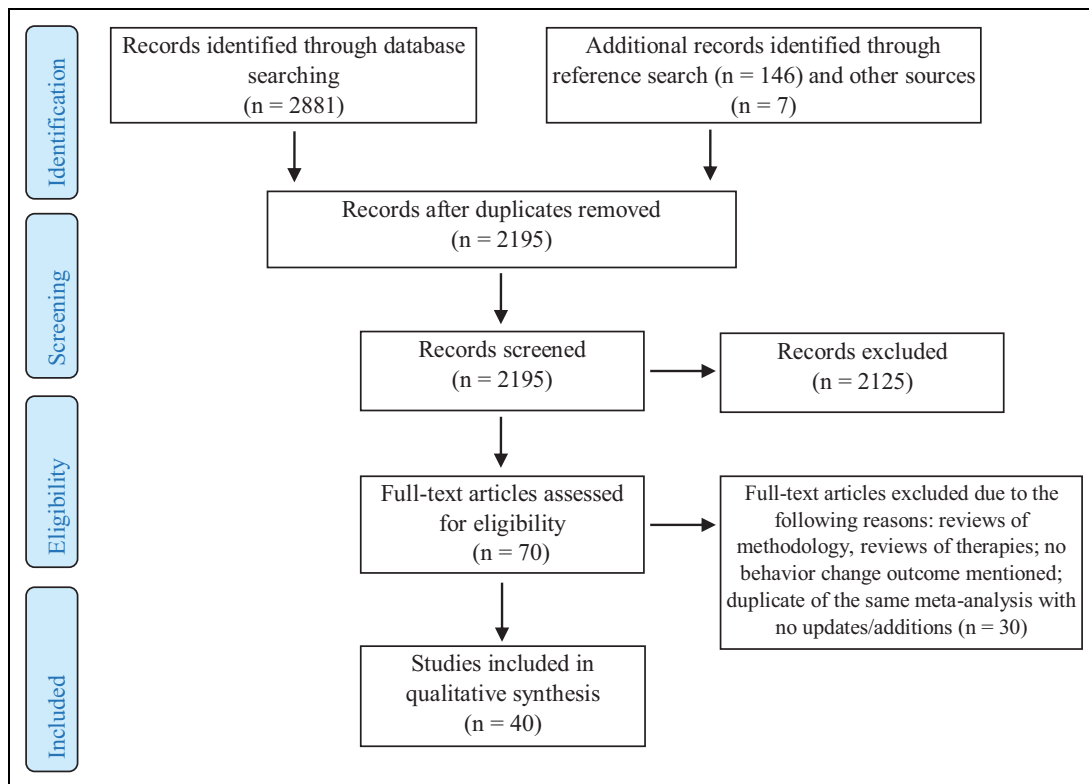 Identification
Records identified through database
searching
(n = 2881)
Additional records identified through
reference search (n = 146) and other sources
(n = 7)
Records after duplicates removed
(n = 2195)
Screening
Records screened
(n = 2195)
Records excluded
(n = 2125)
Eligibility
Full-text articles assessed
for eligibility
(n = 70)
Full-text articles excluded due to the
following reasons: reviews of
methodology, reviews of therapies; no
behavior change outcome mentioned;
duplicate of the same meta-analysis with
no updates/additions (n = 30)
Included
Studies included in
qualitative synthesis
(n = 40)